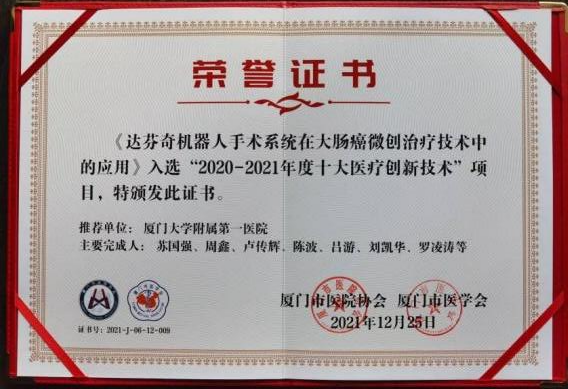 荣誉证书
《达芬奇机器人手术系统在大肠癌微创治疗技术中
的应用》入选“2020-2021年度十大医疗创新技术”项
目，特颁发此证书。
推荐单位：厦门大学附属第一医院
主要完成人：苏国强、周鑫、卢传辉、陈波、吕游、刘凯华、罗凌涛等
厦门市医院协会 厦门市医学会
2021年12月25日
证书号：2021-J-06-12-009